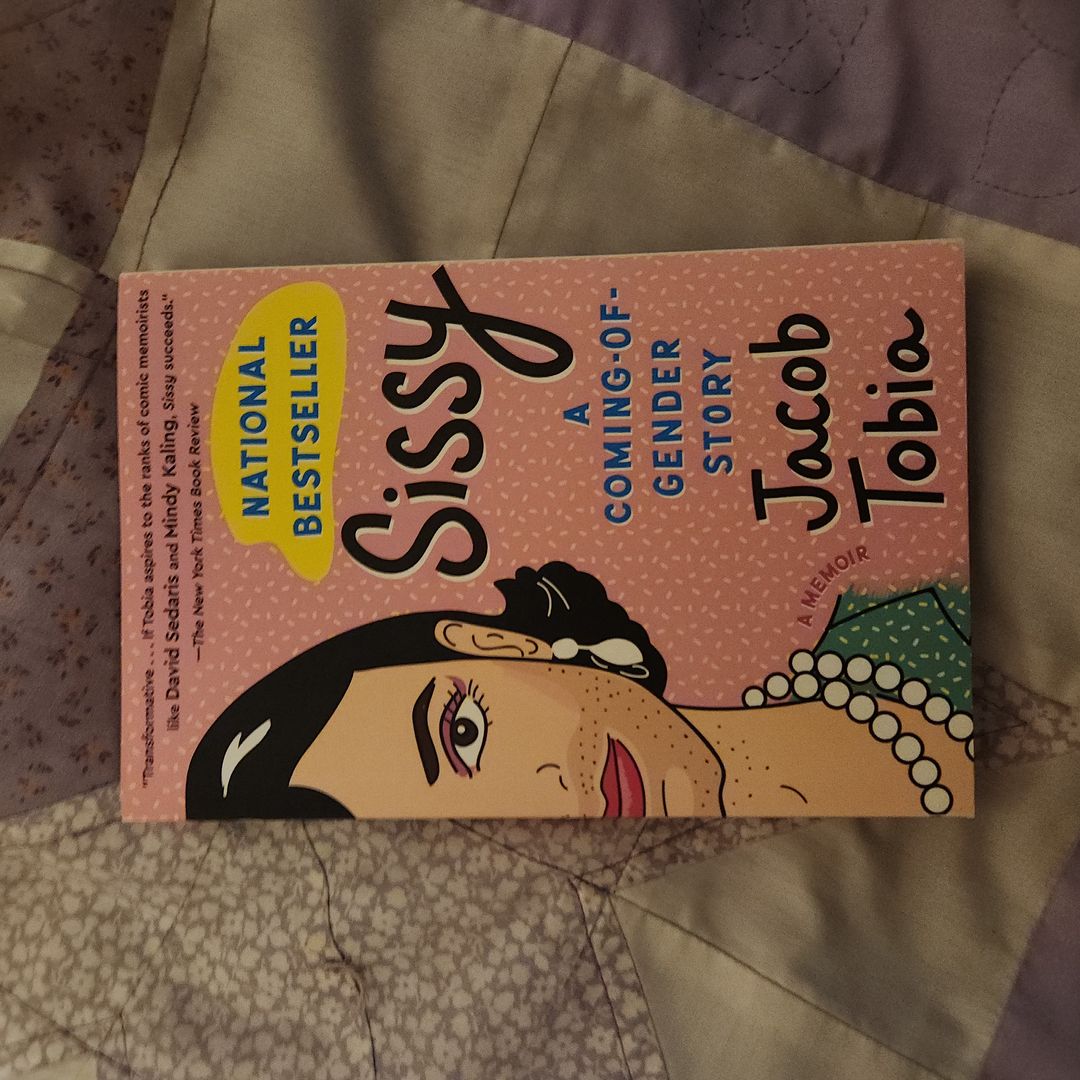 "Transformative . . . If Tobia aspires to the ranks of comic memoirists
like David Sedaris and Mindy Kaling, Sissy succeeds."
—The New York Times Book Review
NATIONAL
BESTSELLER
Sissy
A
COMING-OF-
GENDER
STORY
Jacob
Tobia
A MEMOIR